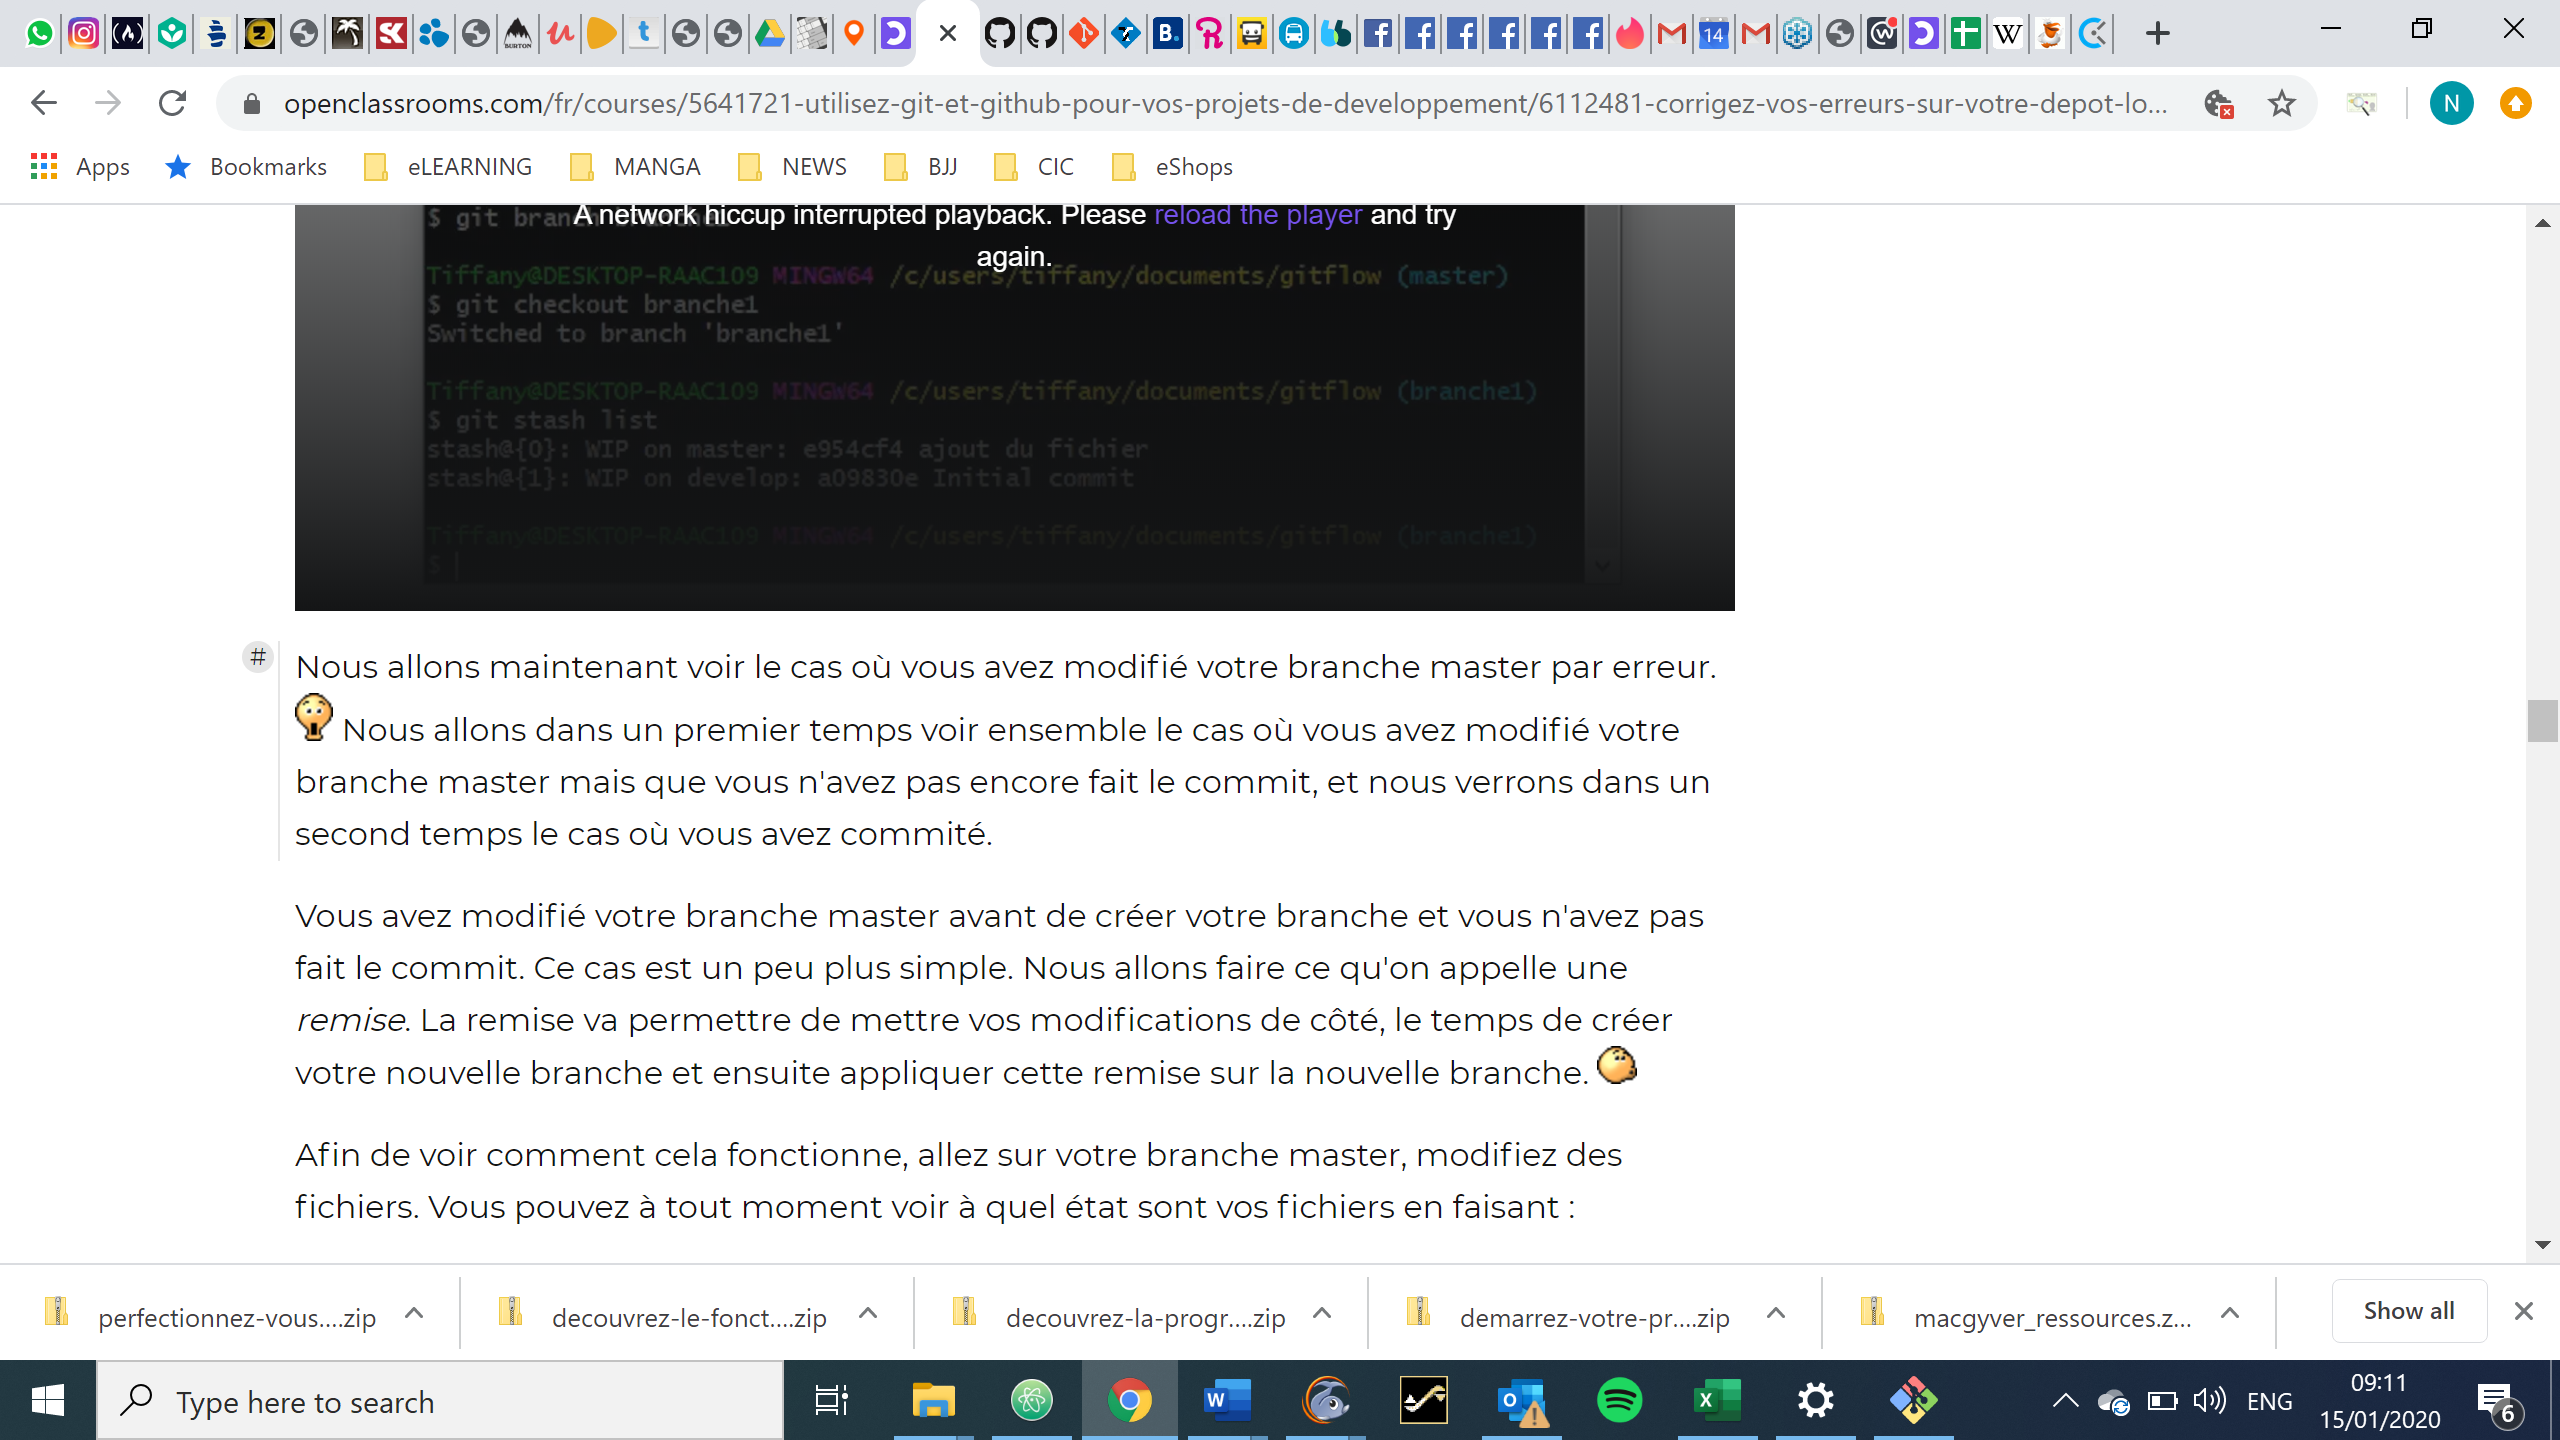 openclassrooms.com/fr/courses/5641721-utilisez-git-et-github-pour-vos-projets-de-developpement/6112481-corrigez-vos-erreurs-sur-votre-depot-lo...
N
Apps
Bookmarks
eLEARNING
MANGA
NEWS
BJJ
CIC
eShops
$ git branch branche1
A network hiccup interrupted playback. Please reload the player and try
again.
Tiffany@DESKTOP-RAAC109 MINGW64 /c/users/tiffany/documents/gitflow (master)
$ git checkout branche1
Switched to branch 'branche1'
Tiffany@DESKTOP-RAAC109 MINGW64 /c/users/tiffany/documents/gitflow (branche1)
$ git stash list
stash@{0}: WIP on master: e954cf4 ajout du fichier
stash@{1}: WIP on develop: a09830e Initial commit
Tiffany@DESKTOP-RAAC109 MINGW64 /c/users/tiffany/documents/gitflow (branche1)
$
#
Nous allons maintenant voir le cas où vous avez modifié votre branche master par erreur.
Nous allons dans un premier temps voir ensemble le cas où vous avez modifié votre
branche master mais que vous n'avez pas encore fait le commit, et nous verrons dans un
second temps le cas où vous avez commité.
Vous avez modifié votre branche master avant de créer votre branche et vous n'avez pas
fait le commit. Ce cas est un peu plus simple. Nous allons faire ce qu'on appelle une
remise. La remise va permettre de mettre vos modifications de côté, le temps de créer
votre nouvelle branche et ensuite appliquer cette remise sur la nouvelle branche.
Afin de voir comment cela fonctionne, allez sur votre branche master, modifiez des
fichiers. Vous pouvez à tout moment voir à quel état sont vos fichiers en faisant :
perfectionnez-vous....zip
decouvrez-le-fonct....zip
decouvrez-la-progr....zip
demarrez-votre-pr....zip
macgyver_ressources.z...
Show all
Type here to search
ENG
09:11
15/01/2020
6